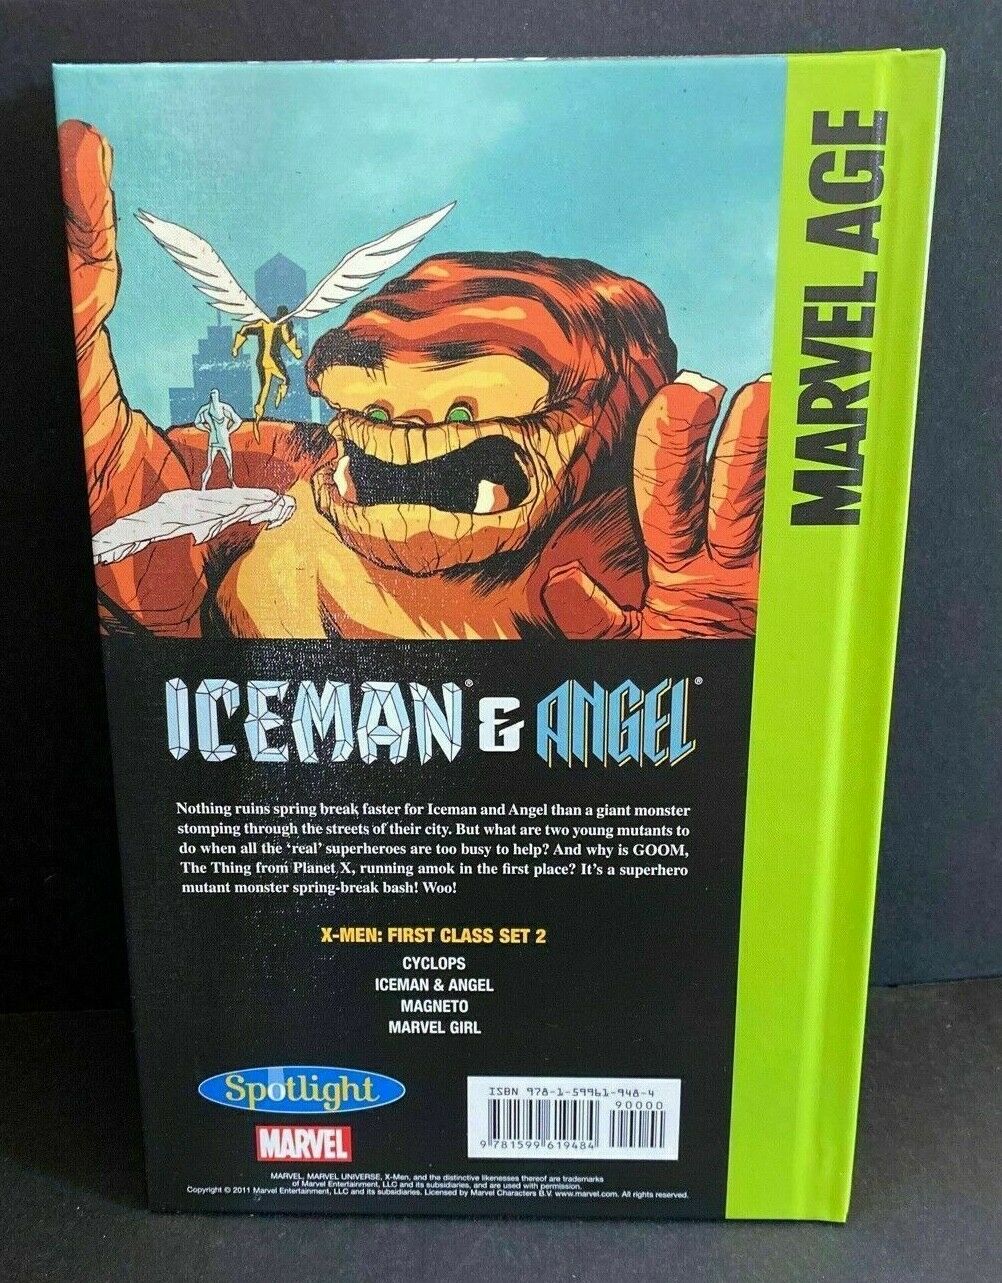 MARVEL AGE
ICEMAN® & ANGEL®
Nothing ruins spring break faster for Iceman and Angel than a giant monster
stomping through the streets of their city. But what are two young mutants to
do when all the ‘real’ superheroes are too busy to help? And why is GOOM,
The Thing from Planet X, running amok in the first place? It’s a superhero
mutant monster spring-break bash! Woo!
X-MEN: FIRST CLASS SET 2
CYCLOPS
ICEMAN & ANGEL
MAGNETO
MARVEL GIRL
Spotlight
MARVEL
ISBN 978-1-59961-948-4
90000
9 781599 619484
MARVEL, MARVEL UNIVERSE, X-Men, and the distinctive likenesses thereof are trademarks
of Marvel Entertainment, LLC and its subsidiaries, and are used with permission.
Copyright © 2011 Marvel Entertainment, LLC and its subsidiaries. Licensed by Marvel Characters B.V. www.marvel.com. All rights reserved.